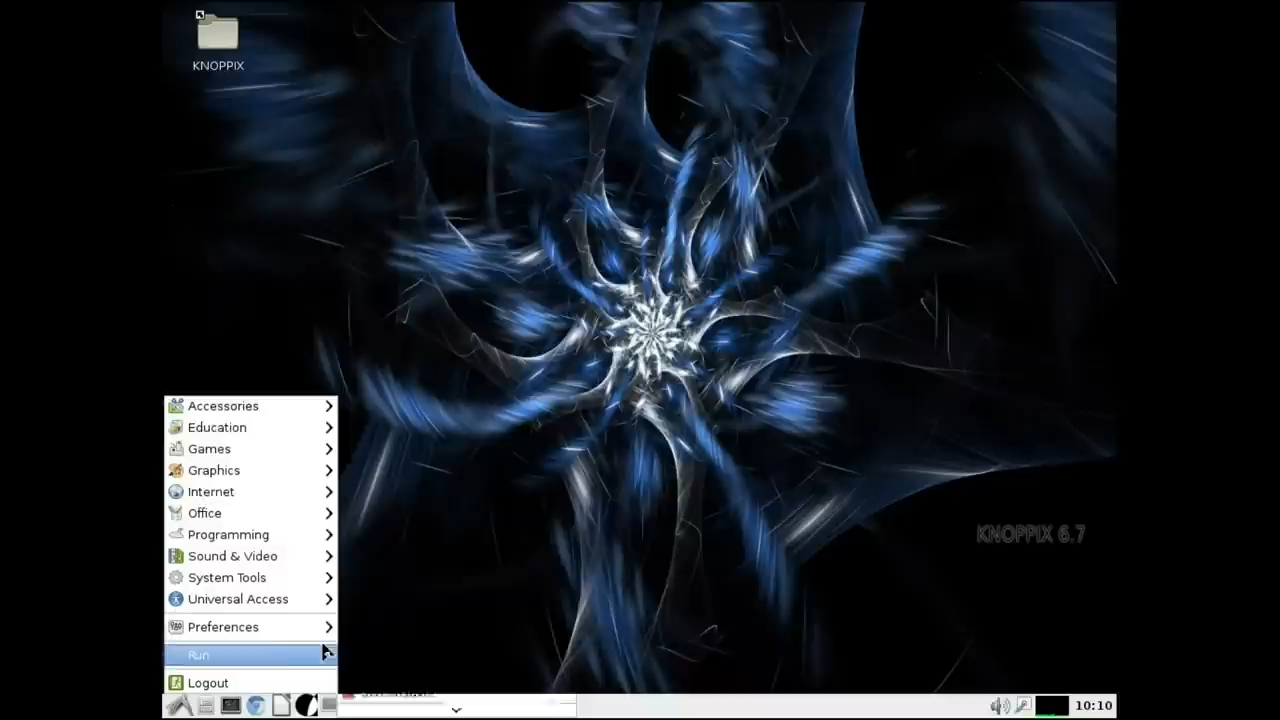 KNOPPIX
Accessories
Education
Games
Graphics
Internet
Office
Programming
Sound & Video
System Tools
Universal Access
Preferences
Run
Logout
KNOPPIX 6.7
10:10